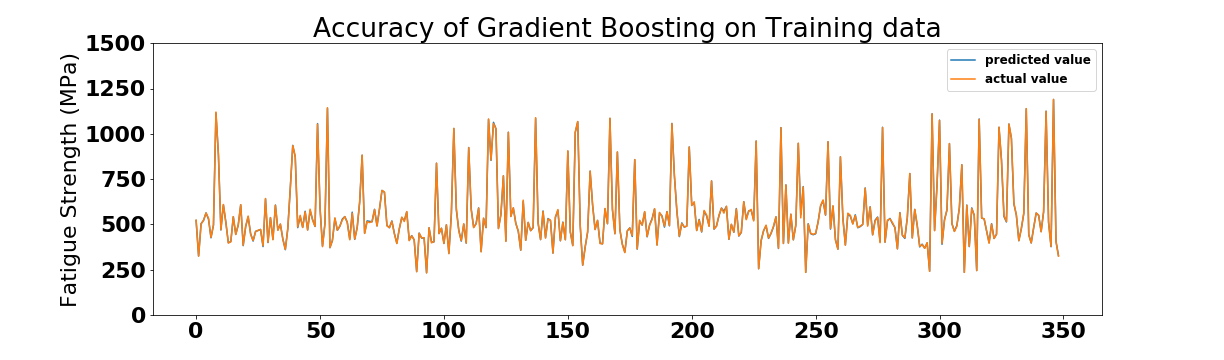 Accuracy of Gradient Boosting on Training data
Fatigue Strength (MPa)
1500
1250
1000
750
500
250
0
predicted value
actual value
0 50 100 150 200 250 300 350